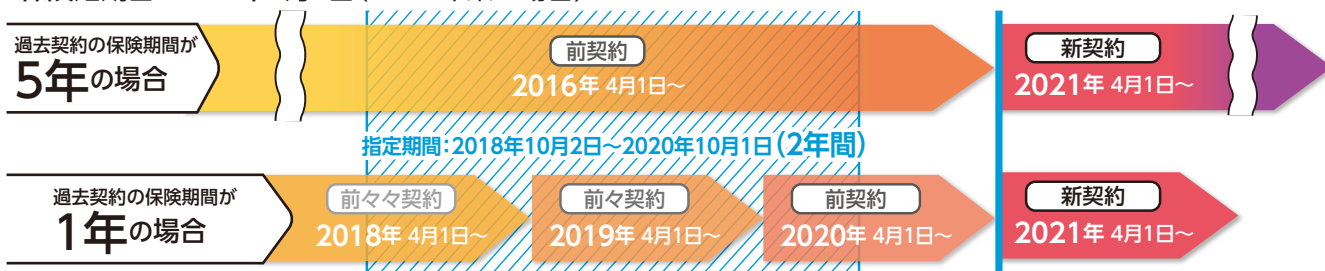 過去契約の保険期間が
5年の場合
前契約
2016年 4月1日〜
新契約
2021年 4月1日〜
指定期間:2018年10月2日〜2020年10月1日(2年間)
過去契約の保険期間が
1年の場合
前々々契約
2018年 4月1日〜
前々契約
2019年 4月1日〜
前契約
2020年 4月1日〜
新契約
2021年 4月1日〜